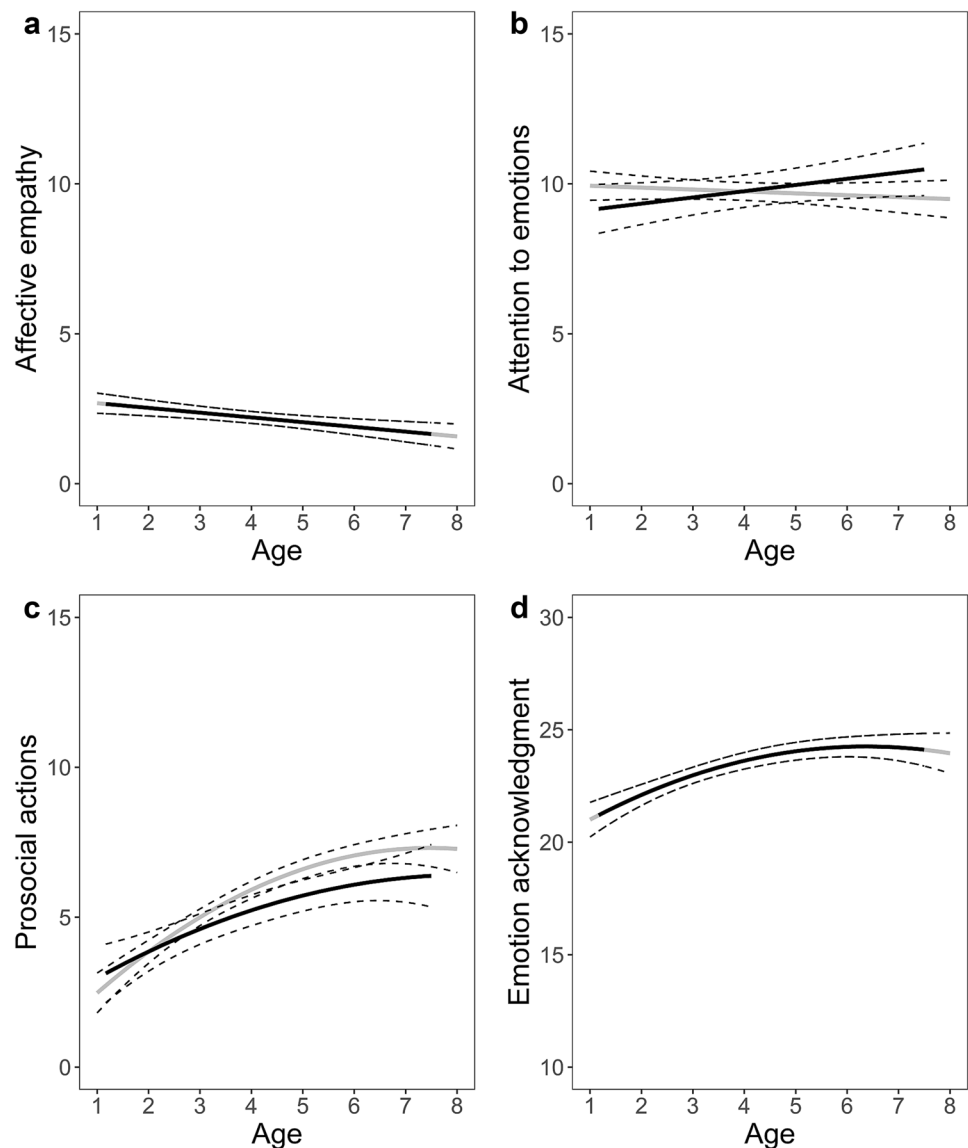 a
15
10
5
0
Affective empathy
1 2 3 4 5 6 7 8
Age
b
15
10
5
0
Attention to emotions
1 2 3 4 5 6 7 8
Age
c
15
10
5
0
Prosocial actions
1 2 3 4 5 6 7 8
Age
d
30
25
20
15
10
Emotion acknowledgment
1 2 3 4 5 6 7 8
Age